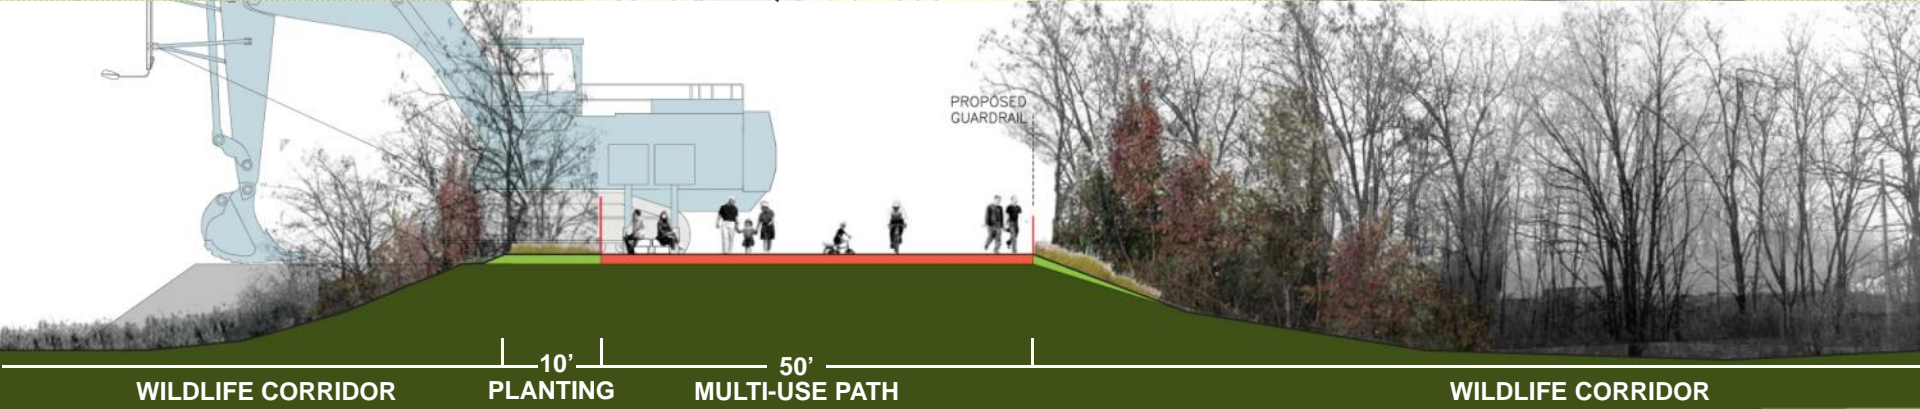 PROPOSED
GUARDRAIL
10’
50’
WILDLIFE CORRIDOR
PLANTING
MULTI-USE PATH
WILDLIFE CORRIDOR